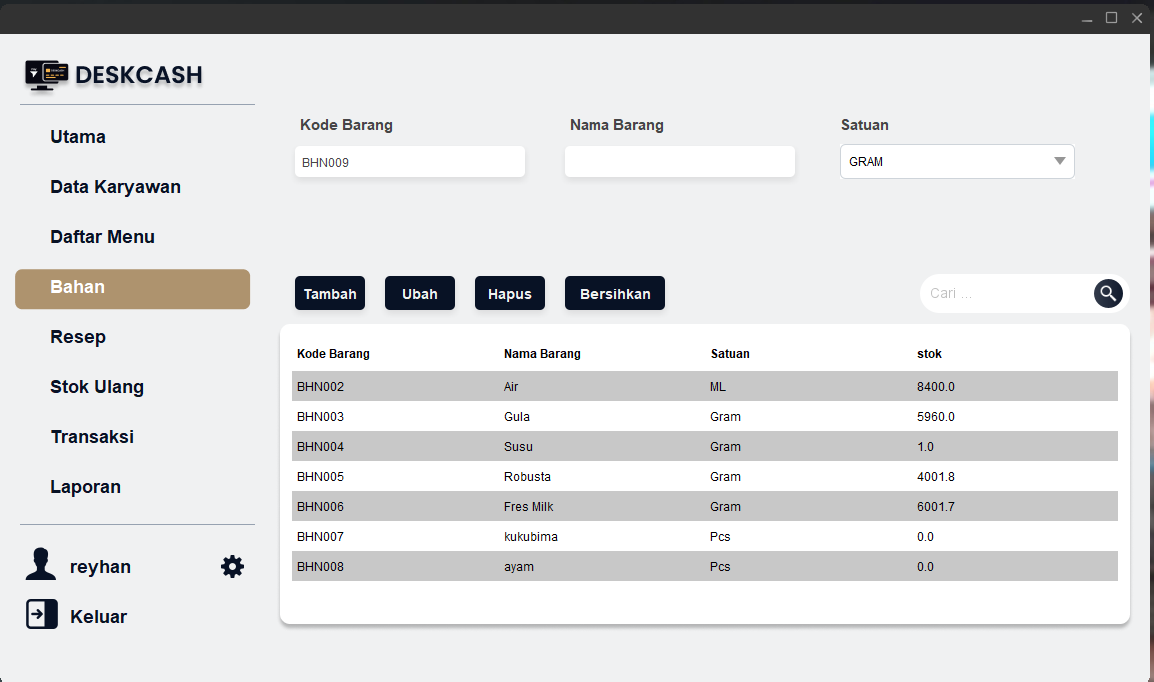 DESKCASH
Utama
Data Karyawan
Daftar Menu
Bahan
Resep
Stok Ulang
Transaksi
Laporan
reyhan
Keluar
Kode Barang Nama Barang Satuan
BHN009 GRAM
Tambah Ubah Hapus Bersihkan Cari ...
Kode Barang Nama Barang Satuan stok
BHN002 Air ML 8400.0
BHN003 Gula Gram 5960.0
BHN004 Susu Gram 1.0
BHN005 Robusta Gram 4001.8
BHN006 Fres Milk Gram 6001.7
BHN007 kukubima Pcs 0.0
BHN008 ayam Pcs 0.0